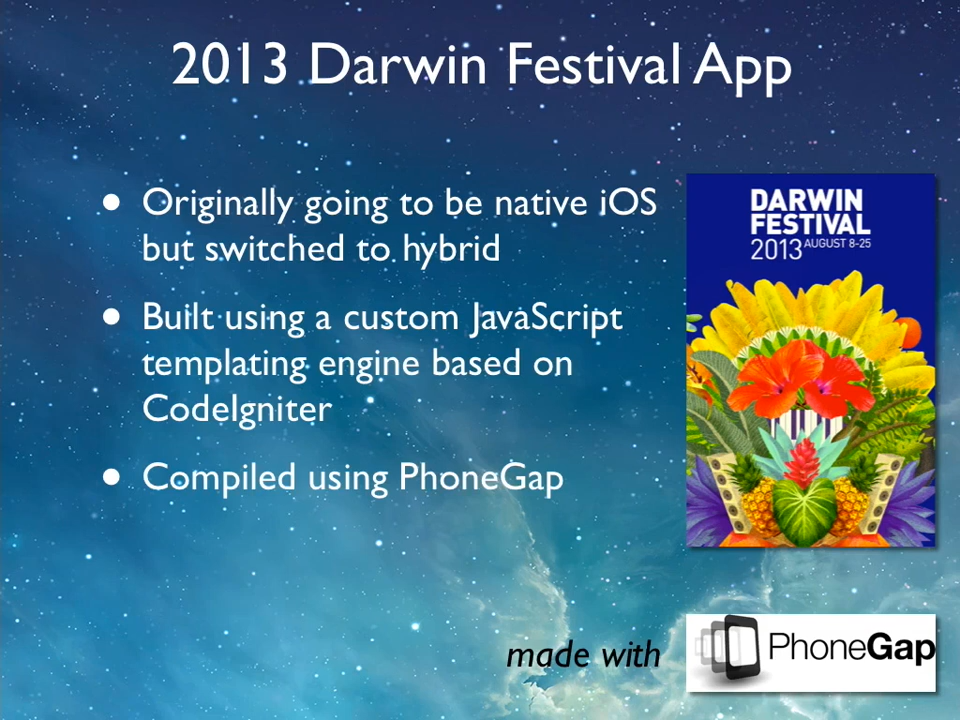 2013 Darwin Festival App
• Originally going to be native iOS
but switched to hybrid
• Built using a custom JavaScript
templating engine based on
CodeIgniter
• Compiled using PhoneGap
DARWIN
FESTIVAL
2013 AUGUST 8-25
made with
PhoneGap